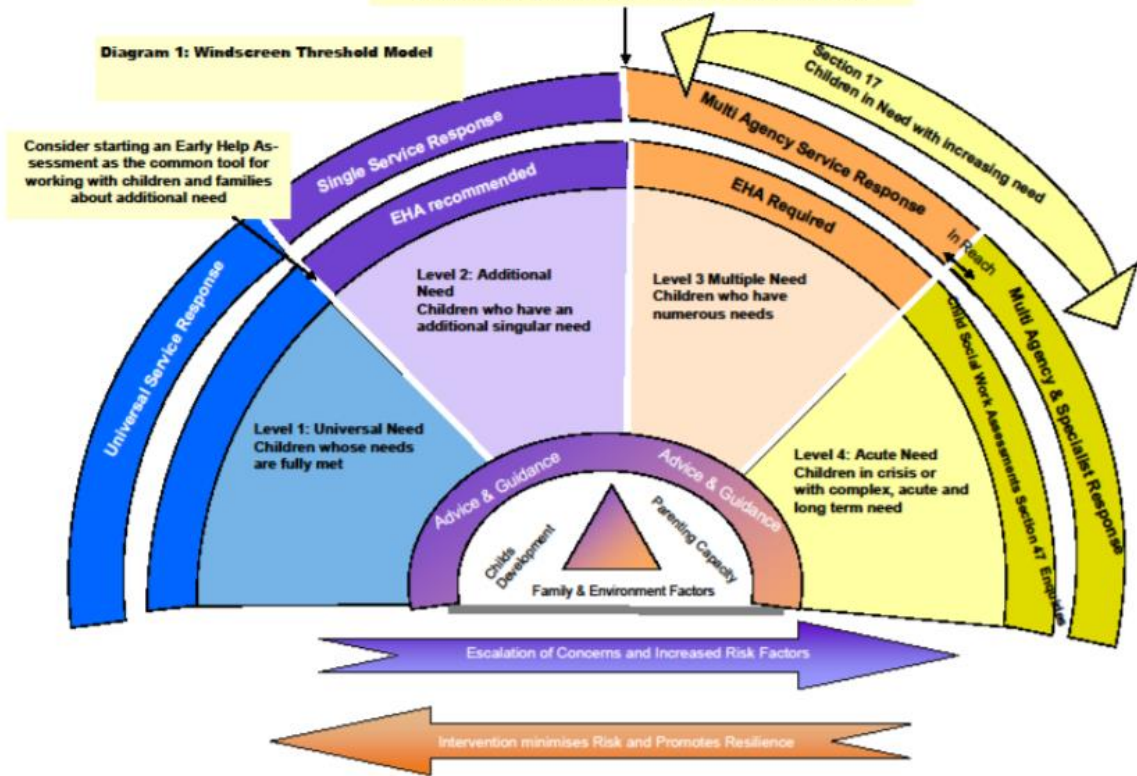 Diagram 1: Windscreen Threshold Model
Section 17
Children in Need with increasing need
Consider starting an Early Help As-
sessment as the common tool for
working with children and families
about additional need
Single Service Response
Multi Agency Service Response
EHA recommended
EHA Required
In Reach
Universal Service Response
Multi Agency & Specialist Response
Child Social Work Assessments Section 47 Enquiries
Level 2: Additional
Need
Children who have an
additional singular need
Level 3 Multiple Need
Children who have
numerous needs
Level 1: Universal Need
Children whose needs
are fully met
Level 4: Acute Need
Children in crisis or
with complex, acute and
long term need
Advice & Guidance
Advice & Guidance
Childs
Development
Parenting Capacity
Family & Environment Factors
Escalation of Concerns and Increased Risk Factors
Intervention minimises Risk and Promotes Resilience